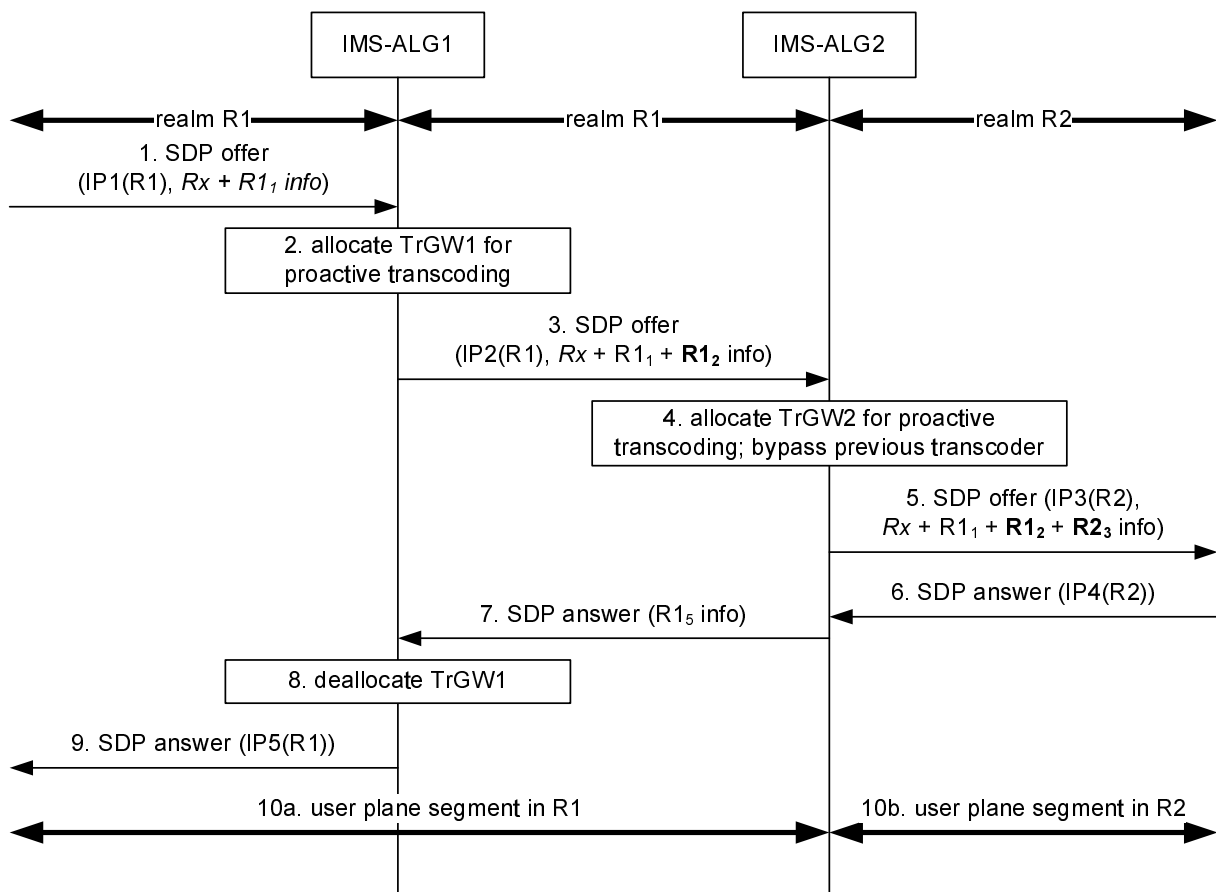 IMS-ALG1
IMS-ALG2
realm R1
realm R1
realm R2
1. SDP offer
(IP1(R1), Rx + R1₁ info)
2. allocate TrGW1 for
proactive transcoding
3. SDP offer
(IP2(R1), Rx + R1₁ + R1₂ info)
4. allocate TrGW2 for proactive
transcoding; bypass previous transcoder
5. SDP offer (IP3(R2),
Rx + R1₁ + R1₂ + R2₃ info)
6. SDP answer (IP4(R2))
7. SDP answer (R1₅ info)
8. deallocate TrGW1
9. SDP answer (IP5(R1))
10a. user plane segment in R1
10b. user plane segment in R2